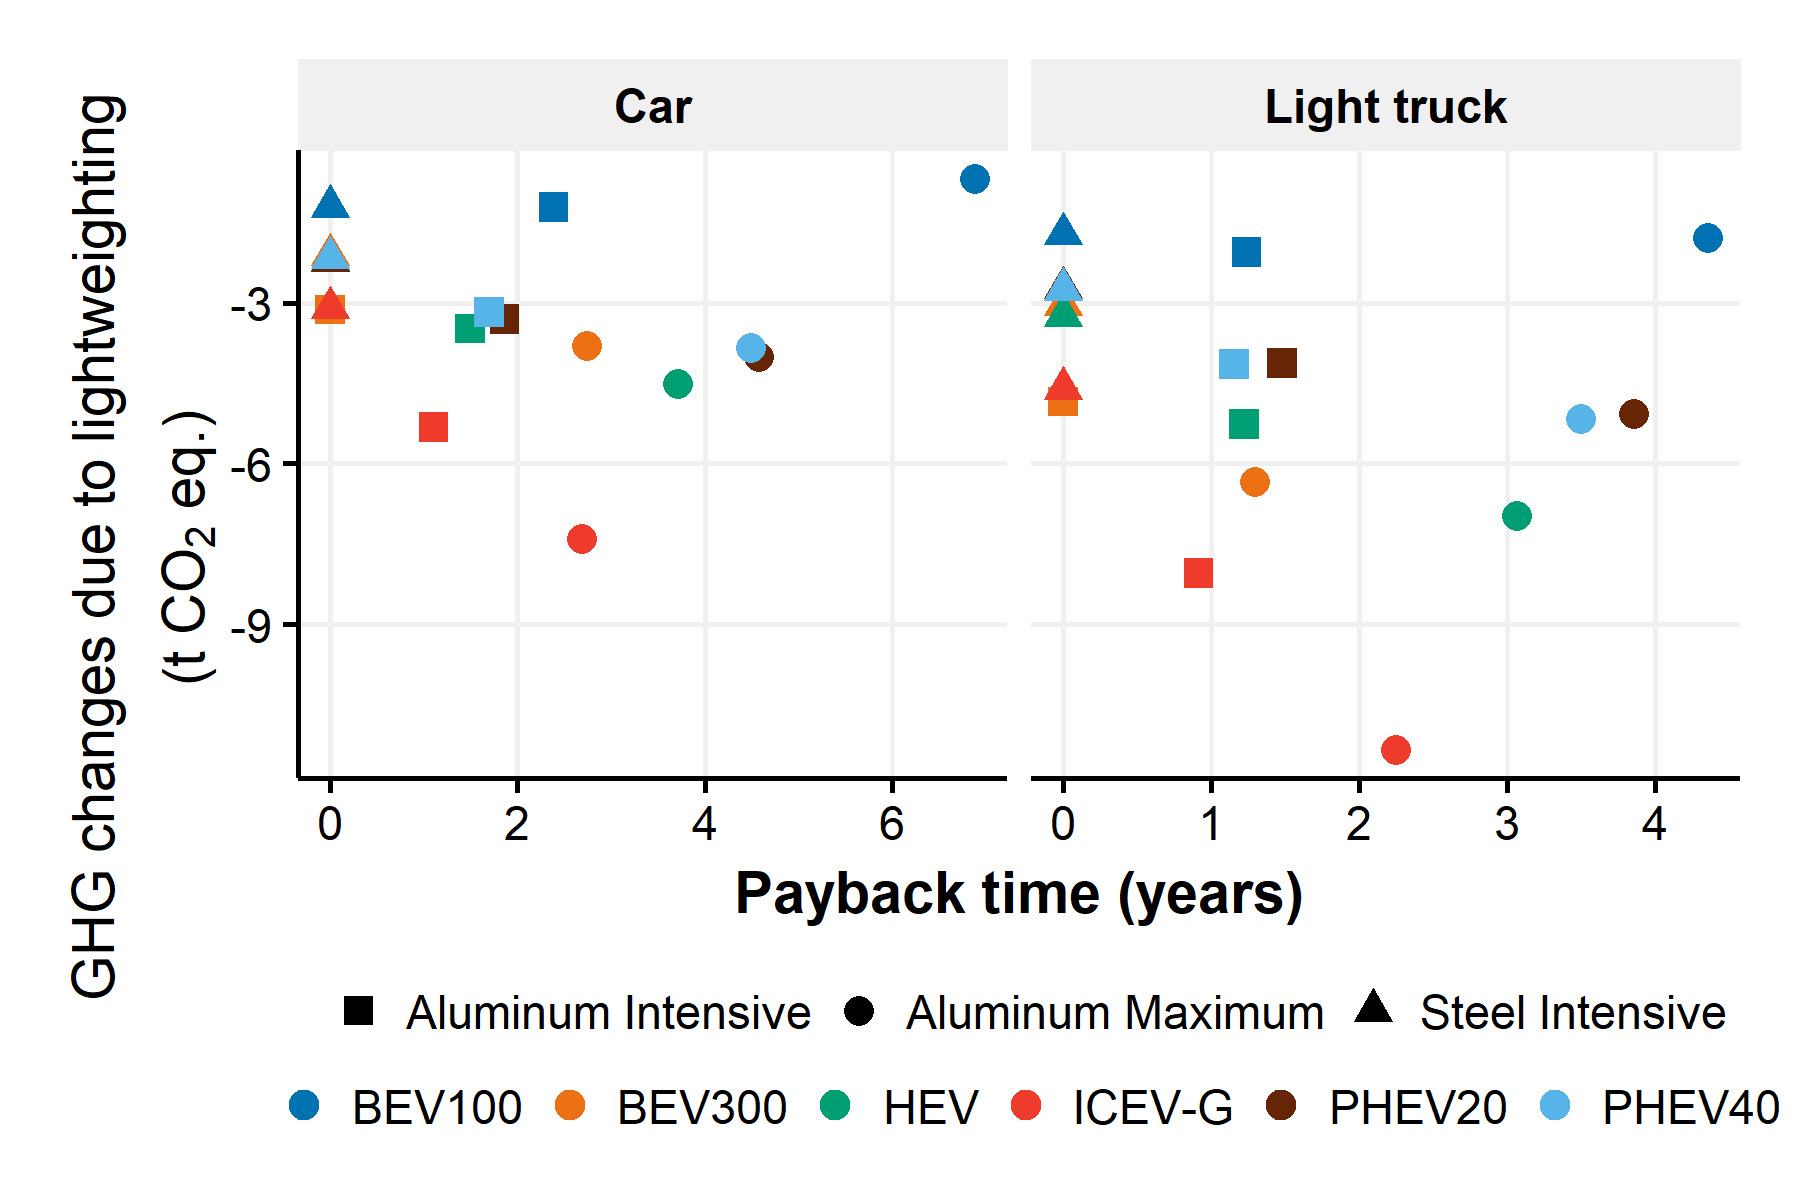 Car
Light truck
GHG changes due to lightweighting
(t CO₂ eq.)
-3
-6
-9
0 2 4 6
0 1 2 3 4
Payback time (years)
Aluminum Intensive Aluminum Maximum Steel Intensive
BEV100 BEV300 HEV ICEV-G PHEV20 PHEV40